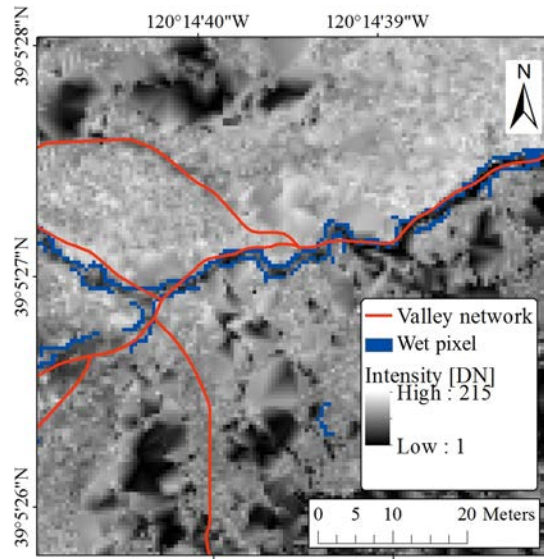 120°14'40"W 120°14'39"W
39°5'28"N
39°5'27"N
39°5'26"N
N
Valley network
Wet pixel
Intensity [DN]
High : 215
Low : 1
0 5 10 20 Meters